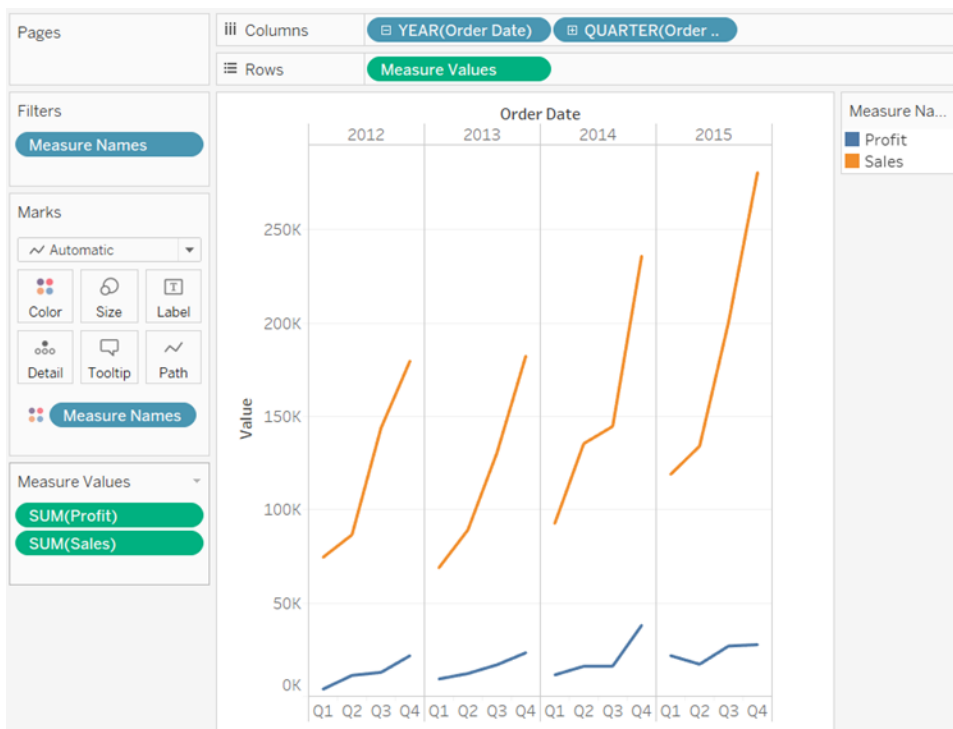 Pages
Columns
YEAR(Order Date)
QUARTER(Order ..
Rows
Measure Values
Filters
Measure Names
Marks
Automatic
Color Size Label
Detail Tooltip Path
Measure Names
Measure Values
SUM(Profit)
SUM(Sales)
Order Date
2012 2013 2014 2015
Value
250K
200K
150K
100K
50K
0K
Q1 Q2 Q3 Q4 Q1 Q2 Q3 Q4 Q1 Q2 Q3 Q4 Q1 Q2 Q3 Q4
Measure Na...
Profit
Sales